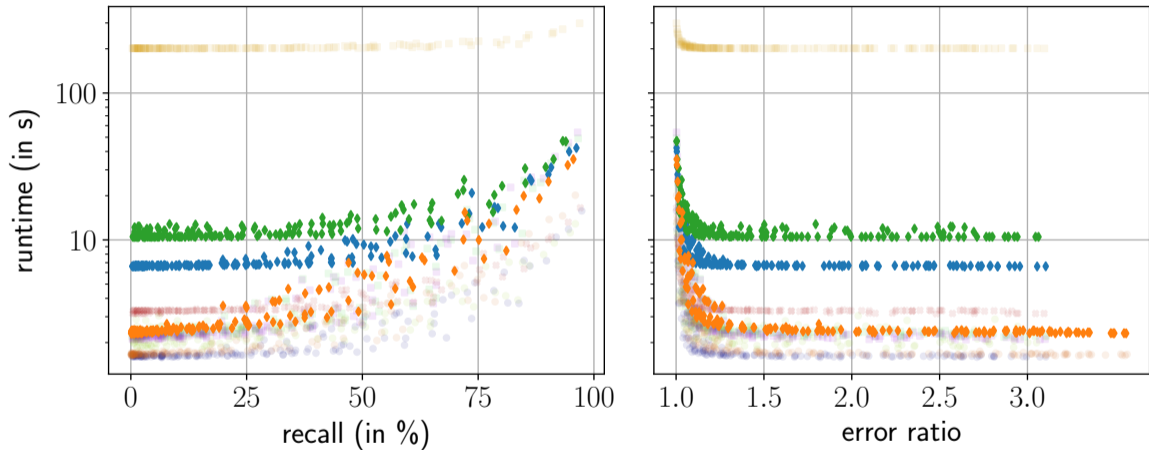 runtime (in s)
100
10
0 25 50 75 100
recall (in %)
1.0 1.5 2.0 2.5 3.0
error ratio